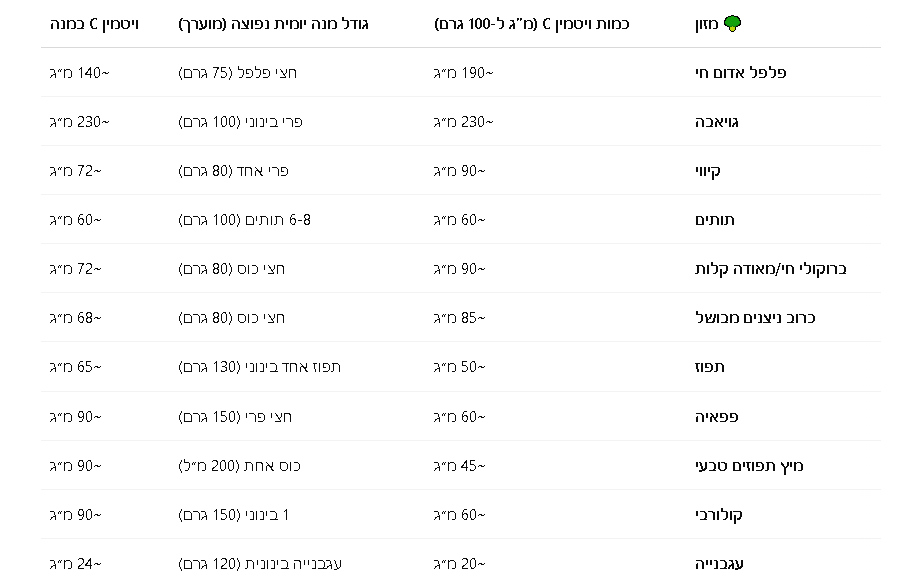 🥦 מזון כמות ויטמין C (מ"ג ל-100 גרם) גודל מנה יומית נפוצה (מוערך) ויטמין C במנה
פלפל אדום חי ~190 מ״ג חצי פלפל (75 גרם) ~140 מ״ג
גויאבה ~230 מ״ג פרי בינוני (100 גרם) ~230 מ״ג
קיווי ~90 מ״ג פרי אחד (80 גרם) ~72 מ״ג
תותים ~60 מ״ג 6-8 תותים (100 גרם) ~60 מ״ג
ברוקולי חי/מאודה קלות ~90 מ״ג חצי כוס (80 גרם) ~72 מ״ג
כרוב ניצנים מבושל ~85 מ״ג חצי כוס (80 גרם) ~68 מ״ג
תפוז ~50 מ״ג תפוז אחד בינוני (130 גרם) ~65 מ״ג
פפאיה ~60 מ״ג חצי פרי (150 גרם) ~90 מ״ג
מיץ תפוזים טבעי ~45 מ״ג כוס אחת (200 מ״ל) ~90 מ״ג
קולורבי ~60 מ״ג 1 בינוני (150 גרם) ~90 מ״ג
עגבנייה ~20 מ״ג עגבנייה בינונית (120 גרם) ~24 מ״ג